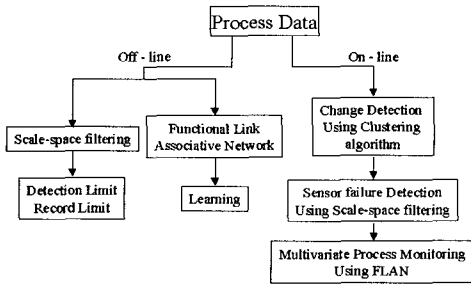 Process Data
Off - line
On - line
Scale-space filtering
Functional Link
Associative Network
Change Detection
Using Clustering
algorithm
Detection Limit
Record Limit
Learning
Sensor failure Detection
Using Scale-space filtering
Multivariate Process Monitoring
Using FLAN